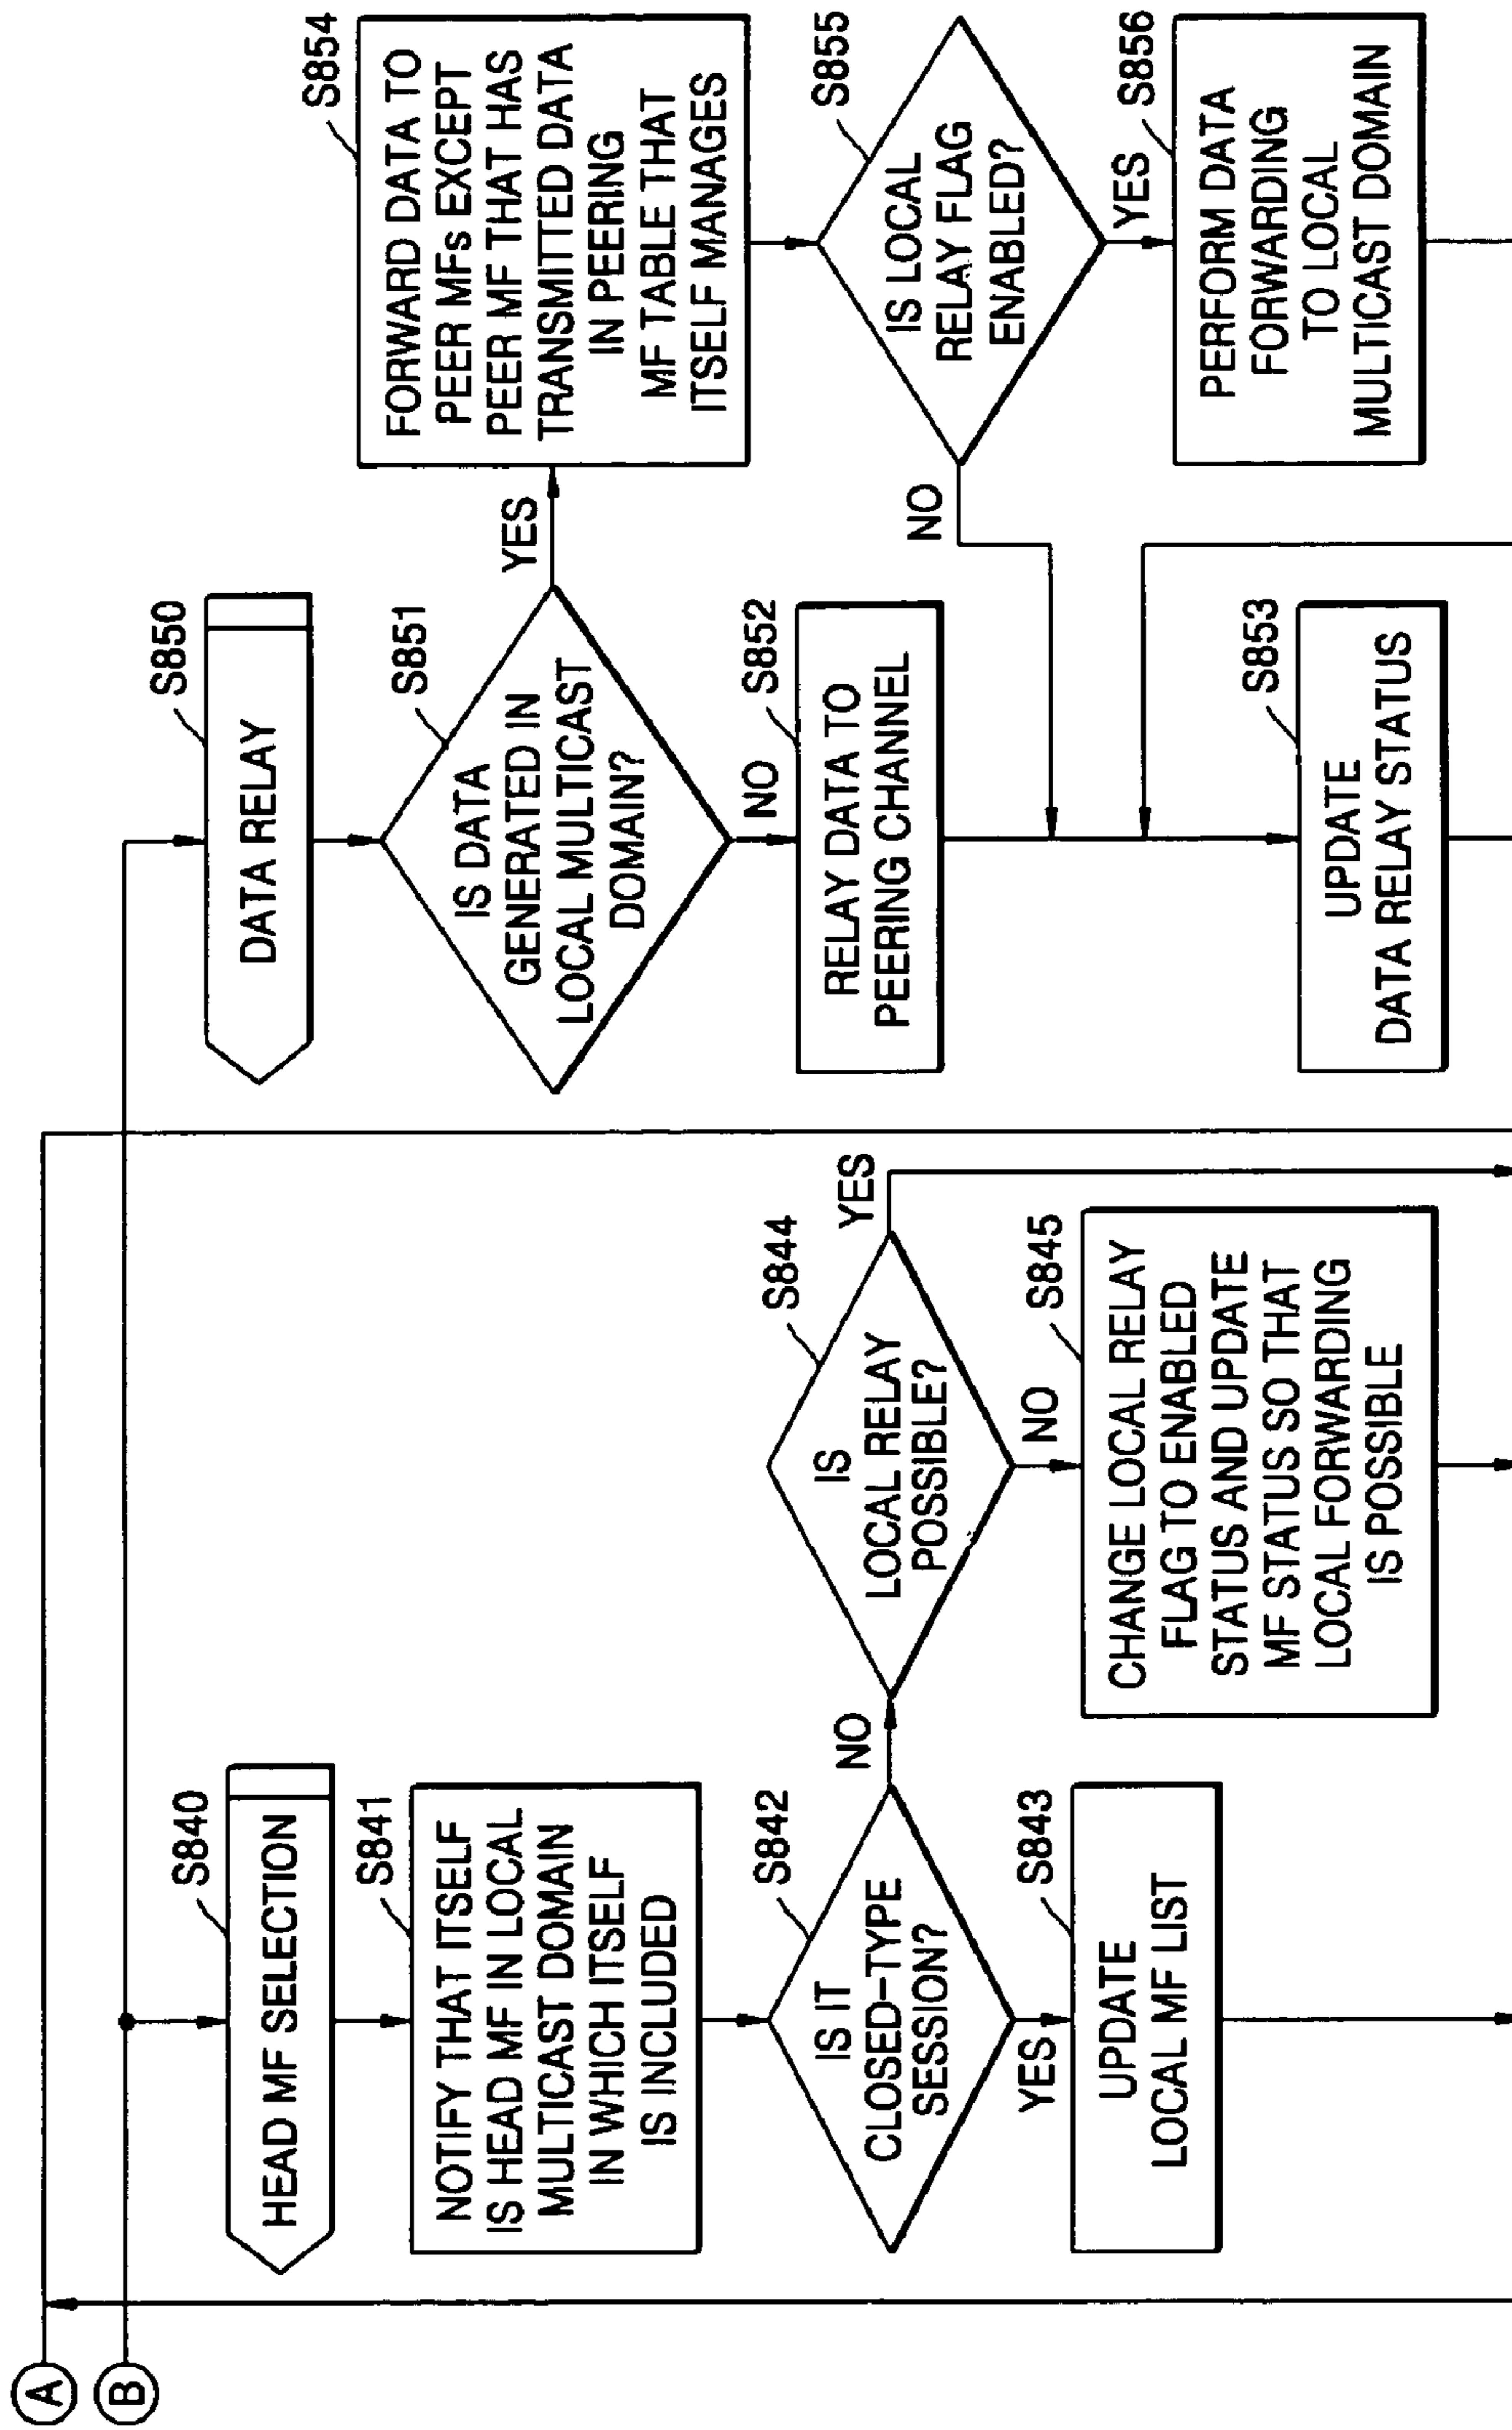 A
B
S840
HEAD MF SELECTION
S841
NOTIFY THAT ITSELF
IS HEAD MF IN LOCAL
MULTICAST DOMAIN
IN WHICH ITSELF
IS INCLUDED
S842
IS IT
CLOSED-TYPE
SESSION?
NO
YES
S843
UPDATE
LOCAL MF LIST
S844
IS
LOCAL RELAY
POSSIBLE?
YES
NO
S845
CHANGE LOCAL RELAY
FLAG TO ENABLED
STATUS AND UPDATE
MF STATUS SO THAT
LOCAL FORWARDING
IS POSSIBLE
S850
DATA RELAY
S851
IS DATA
GENERATED IN
LOCAL MULTICAST
DOMAIN?
YES
NO
S852
RELAY DATA TO
PEERING CHANNEL
S853
UPDATE
DATA RELAY STATUS
S854
FORWARD DATA TO
PEER MFs EXCEPT
PEER MF THAT HAS
TRANSMITTED DATA
IN PEERING
MF TABLE THAT
ITSELF MANAGES
S855
IS LOCAL
RELAY FLAG
ENABLED?
NO
YES
S856
PERFORM DATA
FORWARDING
TO LOCAL
MULTICAST DOMAIN